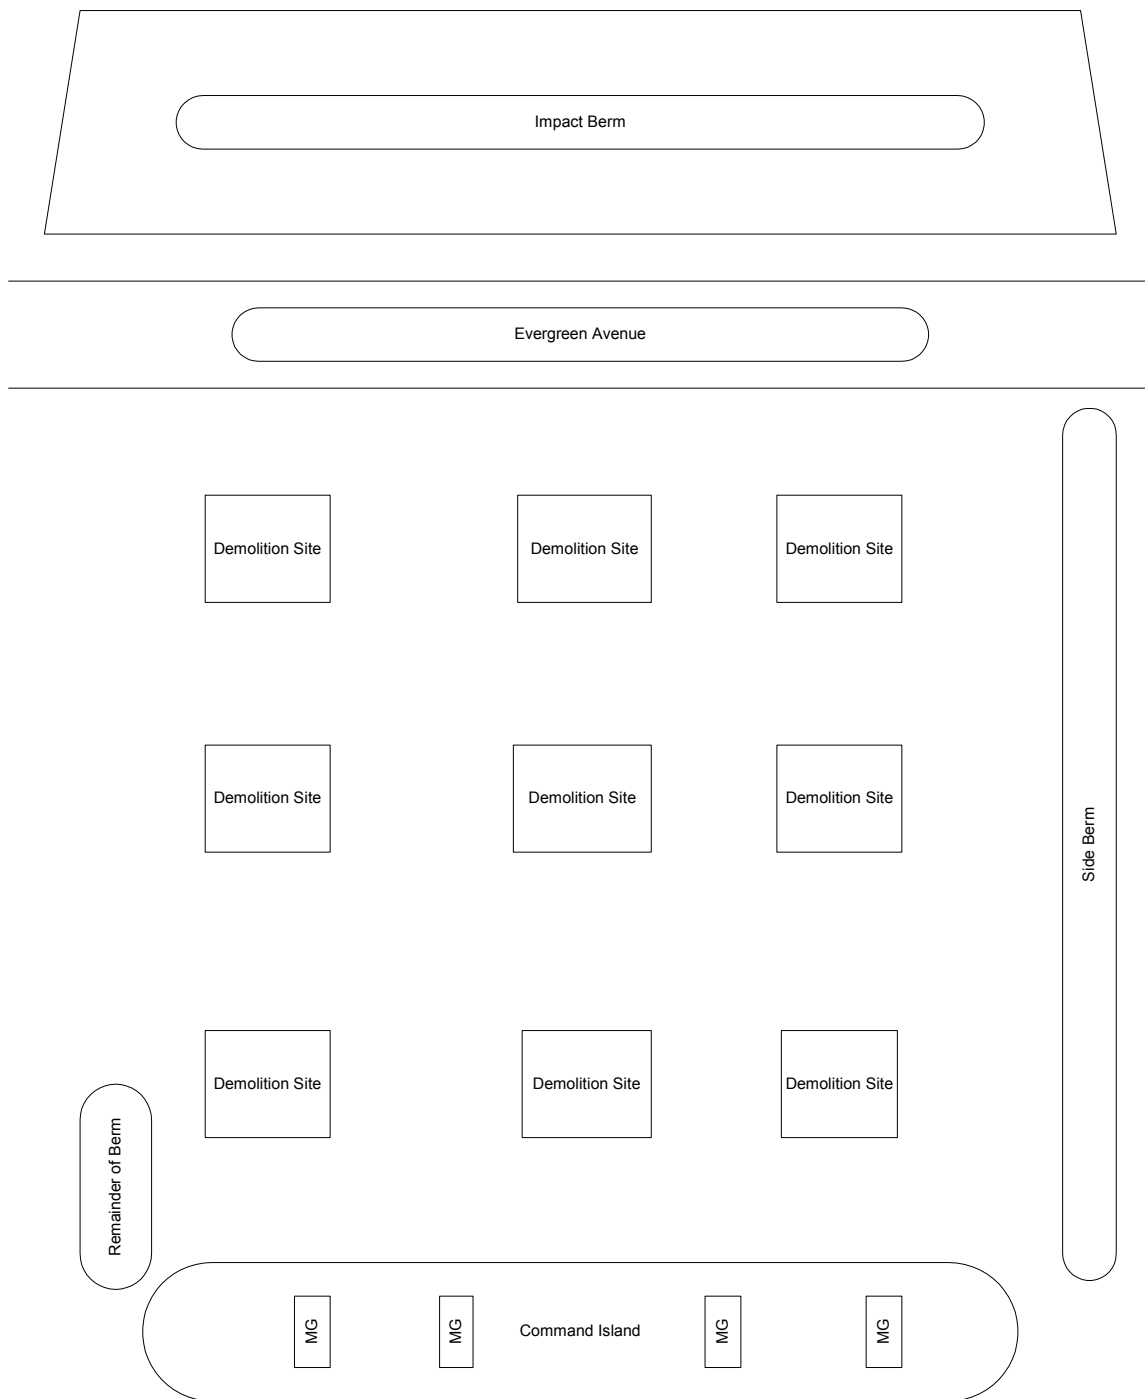 Impact Berm
Evergreen Avenue
Demolition Site
Demolition Site
Demolition Site
Demolition Site
Demolition Site
Demolition Site
Side Berm
Demolition Site
Demolition Site
Demolition Site
Remainder of Berm
MG
MG
Command Island
MG
MG